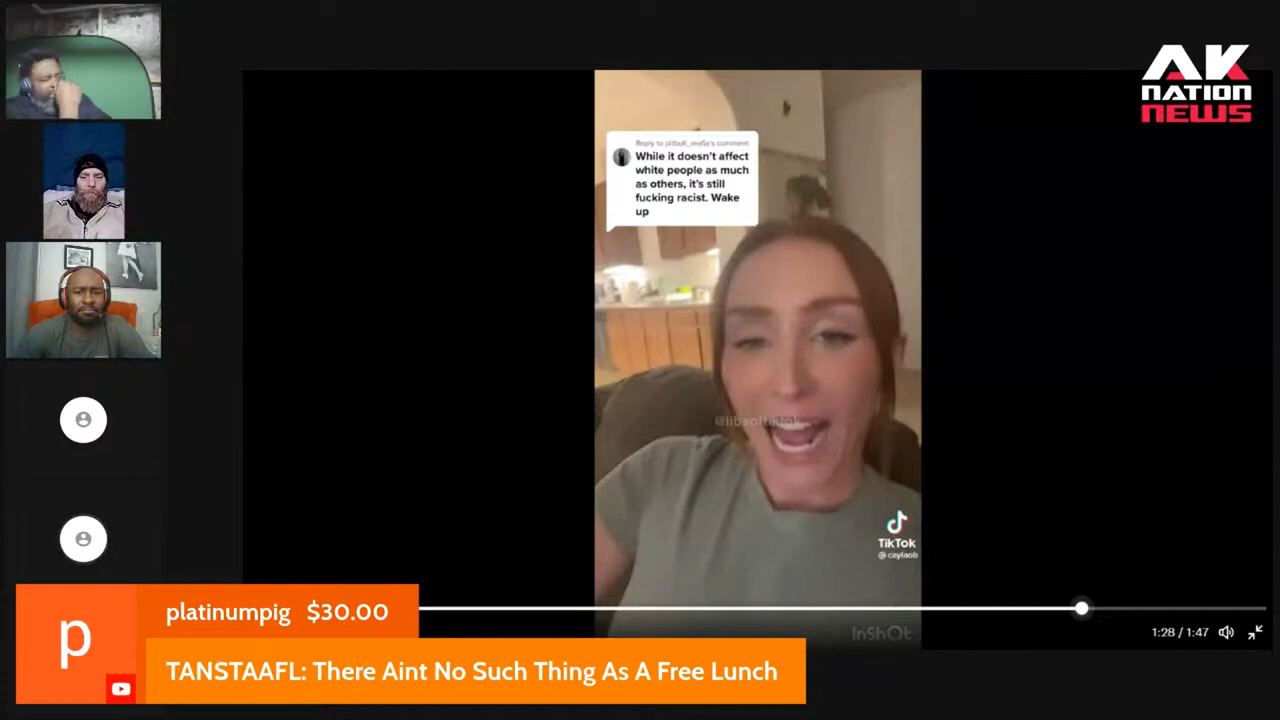 AK
NATION
NEWS
Reply to pitbull_mafia's comment
While it doesn't affect
white people as much
as others, it's still
fucking racist. Wake
up
@libsoftiktok
TikTok
@caylaob
InShOt
1:28 / 1:47
p
platinumpig $30.00
TANSTAAFL: There Aint No Such Thing As A Free Lunch